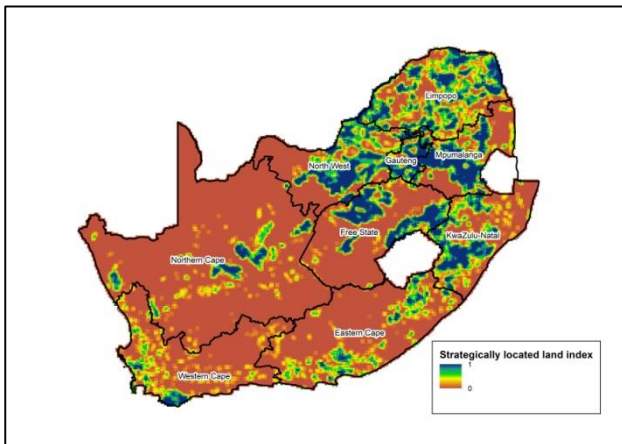 Limpopo
North West
Gauteng
Mpumalanga
Free State
KwaZulu-Natal
Northern Cape
Eastern Cape
Western Cape
Strategically located land index
1
0